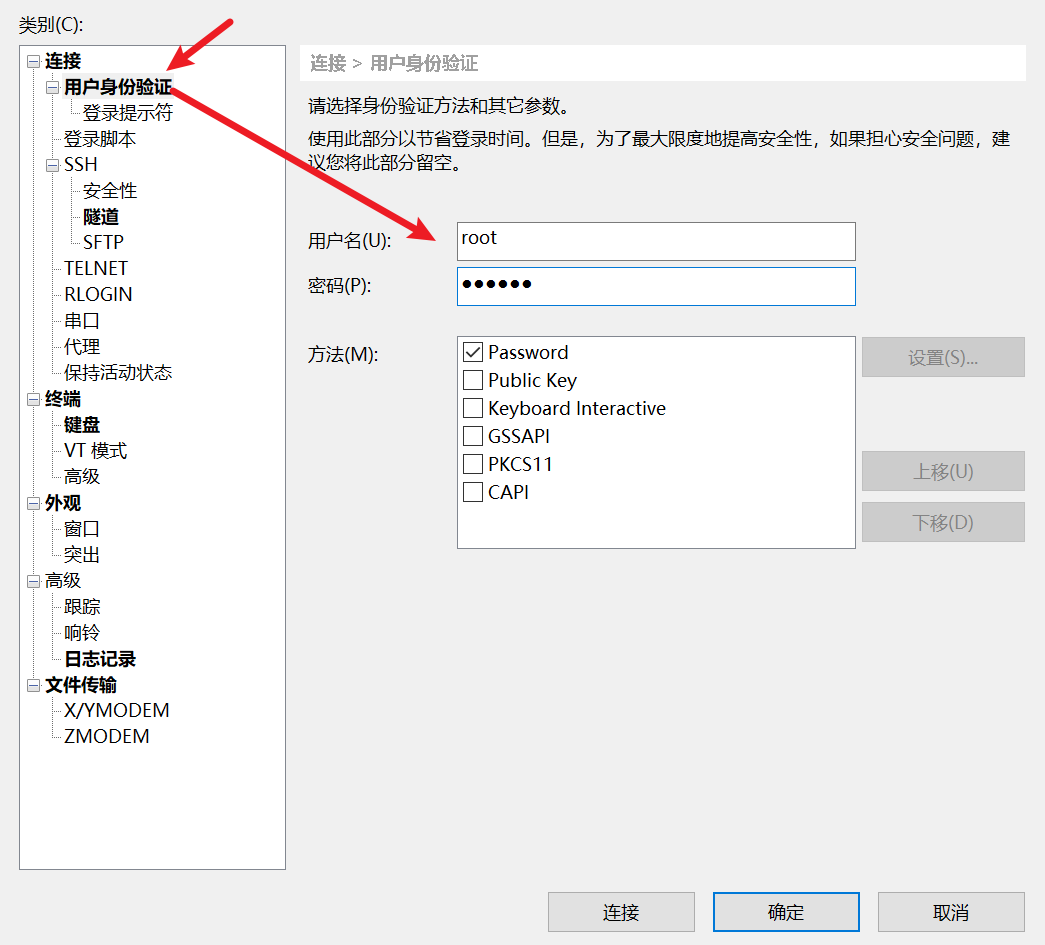 类别(C):
连接
用户身份验证
登录提示符
登录脚本
SSH
安全性
隧道
SFTP
TELNET
RLOGIN
串口
代理
保持活动状态
终端
键盘
VT 模式
高级
外观
窗口
突出
高级
跟踪
响铃
日志记录
文件传输
X/YMODEM
ZMODEM
连接 > 用户身份验证
请选择身份验证方法和其它参数。
使用此部分以节省登录时间。但是，为了最大限度地提高安全性，如果担心安全问题，建
议您将此部分留空。
用户名(U):
root
密码(P):
●●●●●●
方法(M):
Password
Public Key
Keyboard Interactive
GSSAPI
PKCS11
CAPI
设置(S)...
上移(U)
下移(D)
连接
确定
取消